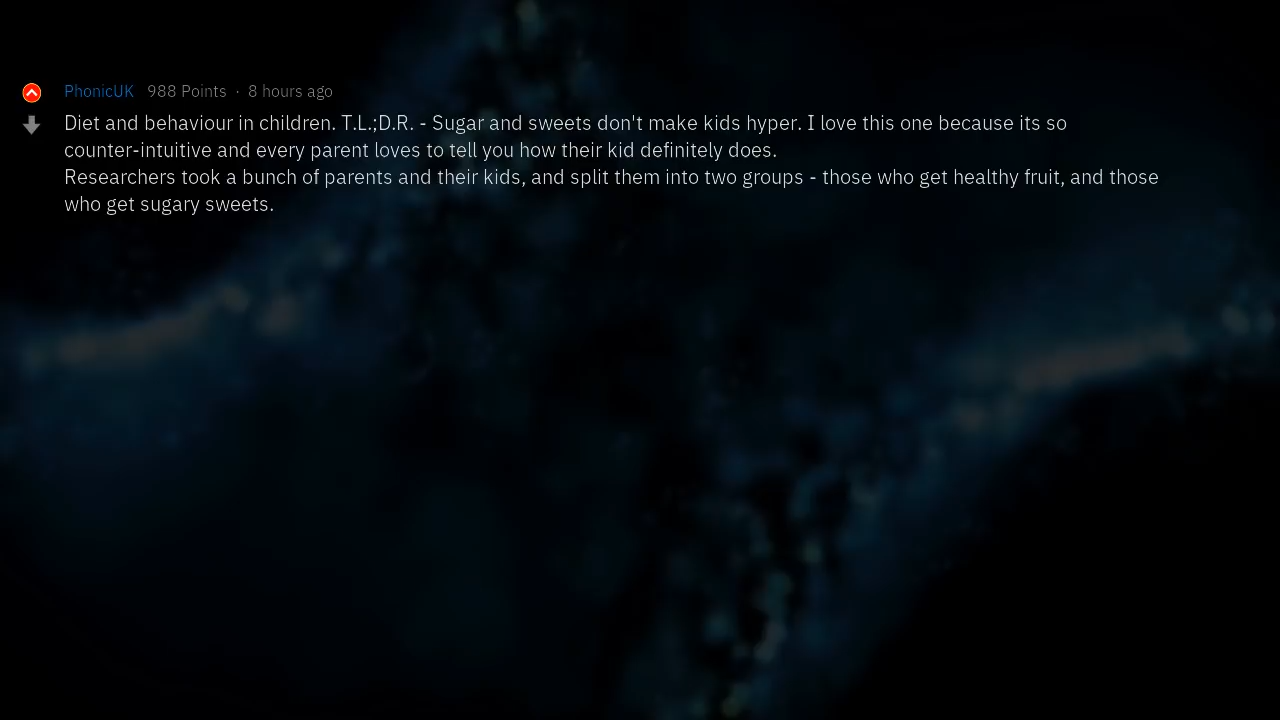 PhonicUK 988 Points · 8 hours ago
Diet and behaviour in children. T.L.;D.R. - Sugar and sweets don't make kids hyper. I love this one because its so
counter-intuitive and every parent loves to tell you how their kid definitely does.
Researchers took a bunch of parents and their kids, and split them into two groups - those who get healthy fruit, and those
who get sugary sweets.